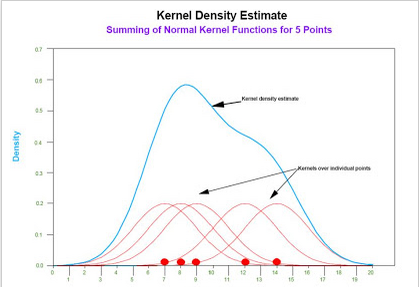 Kernel Density Estimate
Summing of Normal Kernel Functions for 5 Points
0.7
0.6
0.5
0.4
0.3
0.2
0.1
0.0
Density
Kernel density estimate
Kernels over individual points
0 2 4 5 6 8 10 12 14 16 18 20
1 3 7 9 11 13 15 17 19